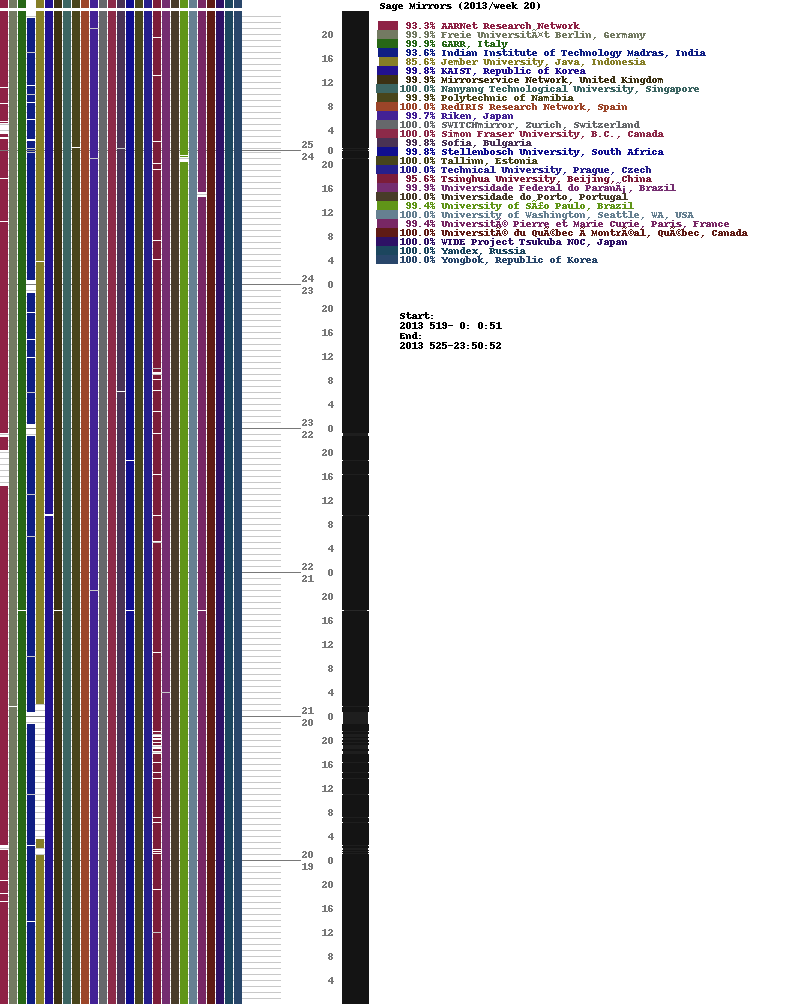 Sage Mirrors (2013/week 20)
93.3% AARNet Research Network
99.9% Freie UniversitÃ¤t Berlin, Germany
99.9% GARR, Italy
93.6% Indian Institute of Technology Madras, India
85.6% Jember University, Java, Indonesia
99.8% KAIST, Republic of Korea
99.9% Mirrorservice Network, United Kingdom
100.0% Nanyang Technological University, Singapore
99.9% Polytechnic of Namibia
100.0% RedIRIS Research Network, Spain
99.7% Riken, Japan
100.0% SWITCHmirror, Zurich, Switzerland
100.0% Simon Fraser University, B.C., Canada
99.8% Sofia, Bulgaria
99.8% Stellenbosch University, South Africa
100.0% Tallinn, Estonia
100.0% Technical University, Prague, Czech
95.6% Tsinghua University, Beijing, China
99.9% Universidade Federal do ParanÃ¡, Brazil
100.0% Universidade do Porto, Portugal
99.4% University of SÃ£o Paulo, Brazil
100.0% University of Washington, Seattle, WA, USA
99.4% UniversitÃ© Pierre et Marie Curie, Paris, France
100.0% UniversitÃ© du QuÃ©bec Ã MontrÃ©al, QuÃ©bec, Canada
100.0% WIDE Project Tsukuba NOC, Japan
100.0% Yandex, Russia
100.0% Yongbok, Republic of Korea
Start:
2013 519- 0: 0:51
End:
2013 525-23:50:52
20
16
12
8
4
25
0
24
20
16
12
8
4
24
0
23
20
16
12
8
4
23
0
22
20
16
12
8
4
22
0
21
20
16
12
8
4
21
0
20
20
16
12
8
4
20
0
19
20
16
12
8
4